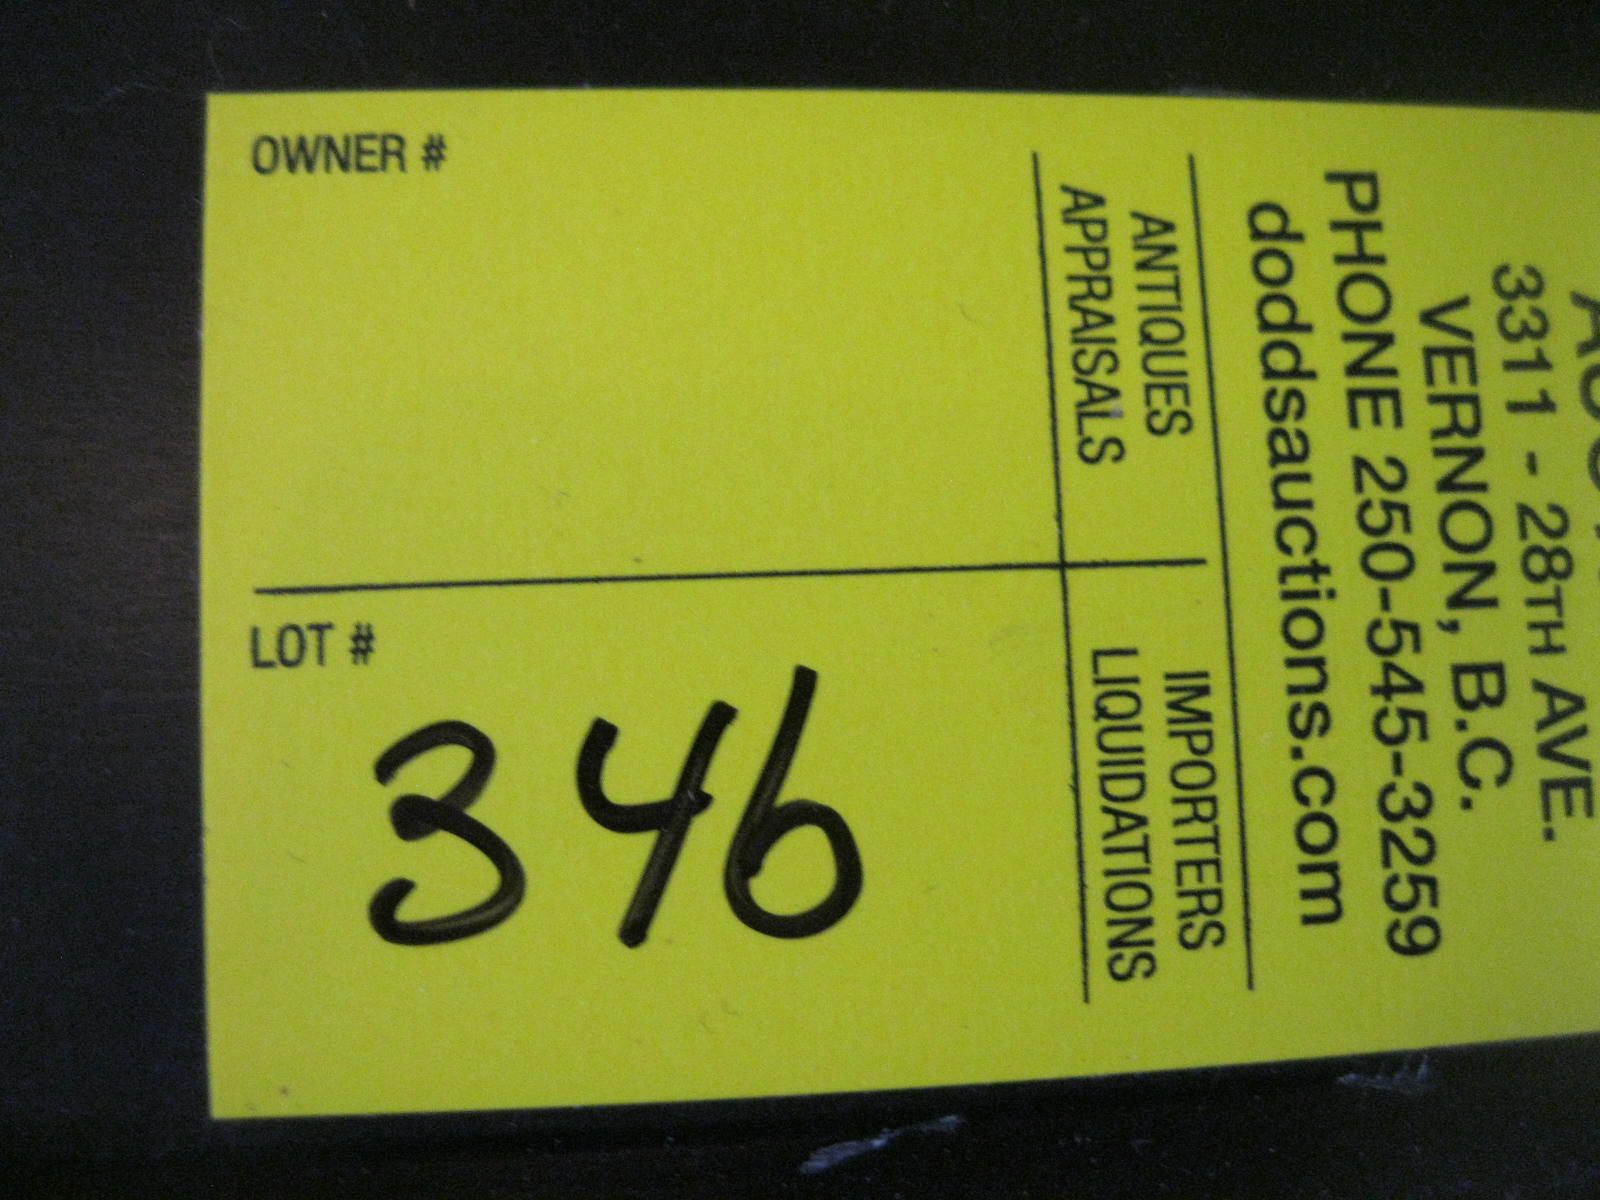 3311 - 28TH AVE.
VERNON, B.C.
PHONE 250-545-3259
doddsauctions.com
ANTIQUES
APPRAISALS
IMPORTERS
LIQUIDATIONS
OWNER #
LOT #
346